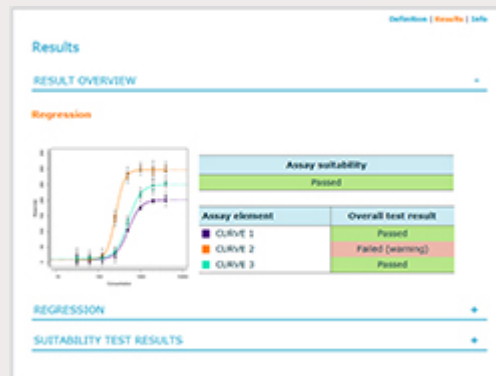 Definition | Results | Info
Results
RESULT OVERVIEW -
Regression
Assay suitability
Passed
Assay element Overall test result
CURVE 1 Passed
CURVE 2 Failed (warning)
CURVE 3 Passed
REGRESSION +
SUITABILITY TEST RESULTS +